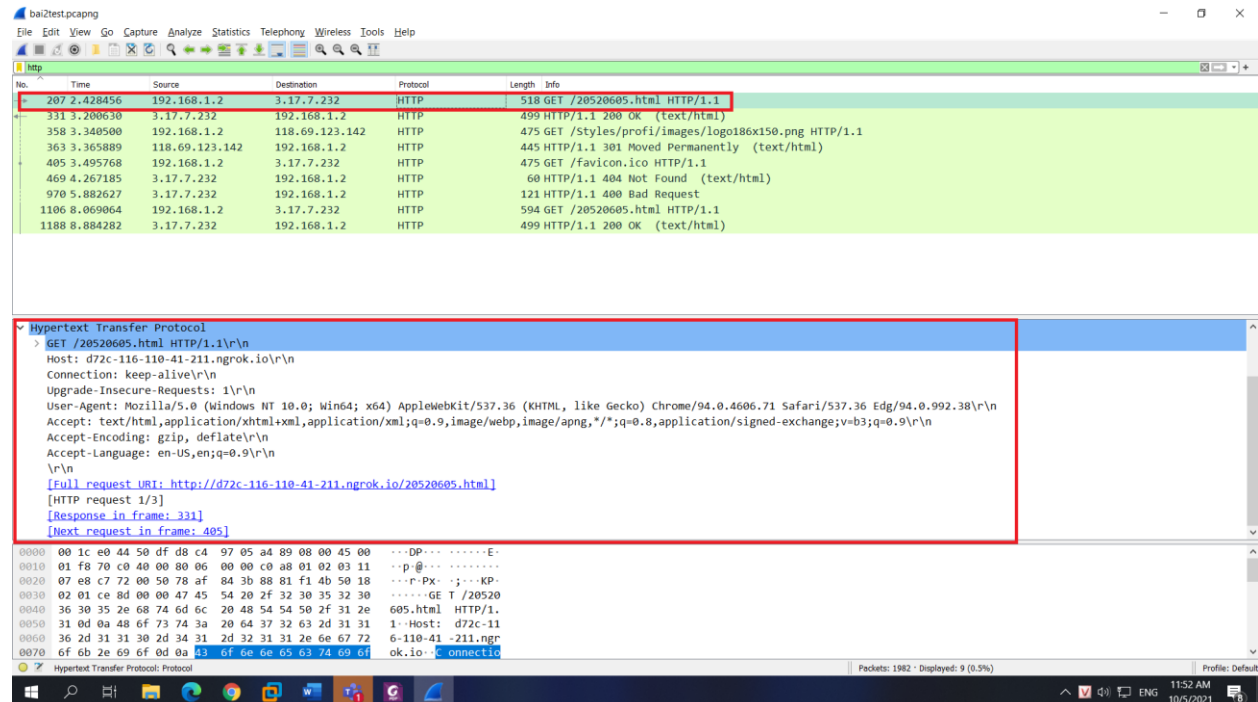 bai2test.pcapng
File Edit View Go Capture Analyze Statistics Telephony Wireless Tools Help
http
No. Time Source Destination Protocol Length Info
207 2.428456 192.168.1.2 3.17.7.232 HTTP 518 GET /20520605.html HTTP/1.1
331 3.200630 3.17.7.232 192.168.1.2 HTTP 499 HTTP/1.1 200 OK (text/html)
358 3.340500 192.168.1.2 118.69.123.142 HTTP 475 GET /Styles/profi/images/logo186x150.png HTTP/1.1
363 3.365889 118.69.123.142 192.168.1.2 HTTP 445 HTTP/1.1 301 Moved Permanently (text/html)
405 3.495768 192.168.1.2 3.17.7.232 HTTP 475 GET /favicon.ico HTTP/1.1
469 4.267185 3.17.7.232 192.168.1.2 HTTP 60 HTTP/1.1 404 Not Found (text/html)
970 5.882627 3.17.7.232 192.168.1.2 HTTP 121 HTTP/1.1 400 Bad Request
1106 8.069064 192.168.1.2 3.17.7.232 HTTP 594 GET /20520605.html HTTP/1.1
1188 8.884282 3.17.7.232 192.168.1.2 HTTP 499 HTTP/1.1 200 OK (text/html)
Hypertext Transfer Protocol
GET /20520605.html HTTP/1.1\r\n
Host: d72c-116-110-41-211.ngrok.io\r\n
Connection: keep-alive\r\n
Upgrade-Insecure-Requests: 1\r\n
User-Agent: Mozilla/5.0 (Windows NT 10.0; Win64; x64) AppleWebKit/537.36 (KHTML, like Gecko) Chrome/94.0.4606.71 Safari/537.36 Edg/94.0.992.38\r\n
Accept: text/html,application/xhtml+xml,application/xml;q=0.9,image/webp,image/apng,*/*;q=0.8,application/signed-exchange;v=b3;q=0.9\r\n
Accept-Encoding: gzip, deflate\r\n
Accept-Language: en-US,en;q=0.9\r\n
\r\n
[Full request URI: http://d72c-116-110-41-211.ngrok.io/20520605.html]
[HTTP request 1/3]
[Response in frame: 331]
[Next request in frame: 405]
0000 00 1c e0 44 50 df d8 c4 97 05 a4 89 08 00 45 00 ···DP··· ······E·
0010 01 f8 70 c0 40 00 80 06 00 00 c0 a8 01 02 03 11 ··p·@··· ········
0020 07 e8 c7 72 00 50 78 af 84 3b 88 81 f1 4b 50 18 ···r·Px· ·;···KP·
0030 02 01 ce 8d 00 00 47 45 54 20 2f 32 30 35 32 30 ······GE T /20520
0040 36 30 35 2e 68 74 6d 6c 20 48 54 54 50 2f 31 2e 605.html HTTP/1.
0050 31 0d 0a 48 6f 73 74 3a 20 64 37 32 63 2d 31 31 1··Host: d72c-11
0060 36 2d 31 31 30 2d 34 31 2d 32 31 31 2e 6e 67 72 6-110-41 -211.ngr
0070 6f 6b 2e 69 6f 0d 0a 43 6f 6e 6e 65 63 74 69 6f ok.io··C onnectio
Hypertext Transfer Protocol: Protocol Packets: 1982 · Displayed: 9 (0.5%) Profile: Default
V ENG 11:52 AM
10/5/2021